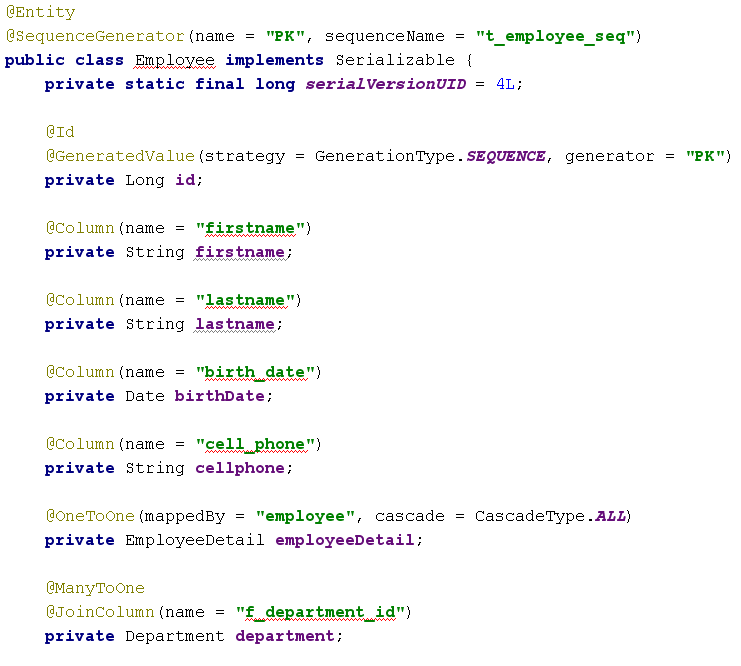 @Entity
@SequenceGenerator(name = "PK", sequenceName = "t_employee_seq")
public class Employee implements Serializable {
    private static final long serialVersionUID = 4L;

    @Id
    @GeneratedValue(strategy = GenerationType.SEQUENCE, generator = "PK")
    private Long id;

    @Column(name = "firstname")
    private String firstname;

    @Column(name = "lastname")
    private String lastname;

    @Column(name = "birth_date")
    private Date birthDate;

    @Column(name = "cell_phone")
    private String cellphone;

    @OneToOne(mappedBy = "employee", cascade = CascadeType.ALL)
    private EmployeeDetail employeeDetail;

    @ManyToOne
    @JoinColumn(name = "f_department_id")
    private Department department;